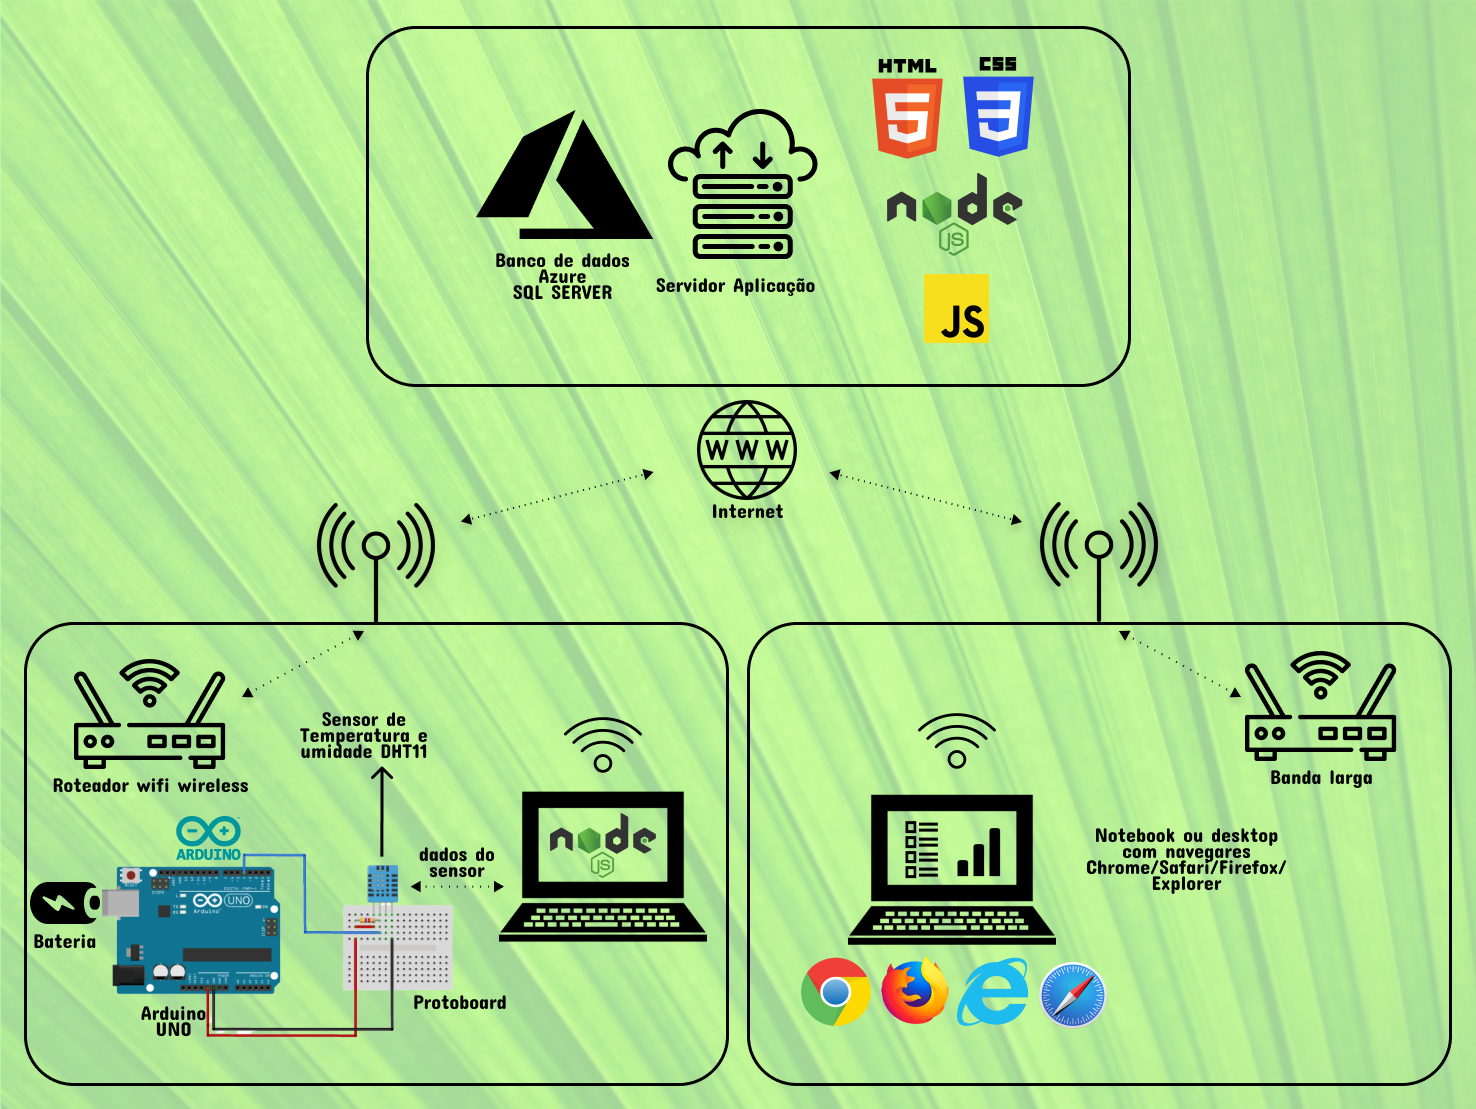 HTML
CSS
node
JS
JS
Banco de dados
Azure
SQL SERVER
Servidor Aplicação
WWW
Internet
Roteador wifi wireless
Sensor de
Temperatura e
umidade DHT11
ARDUINO
dados do
sensor
node
JS
UNO
Arduino
Bateria
Arduino
UNO
Protoboard
Banda larga
Notebook ou desktop
com navegares
Chrome/Safari/Firefox/
Explorer